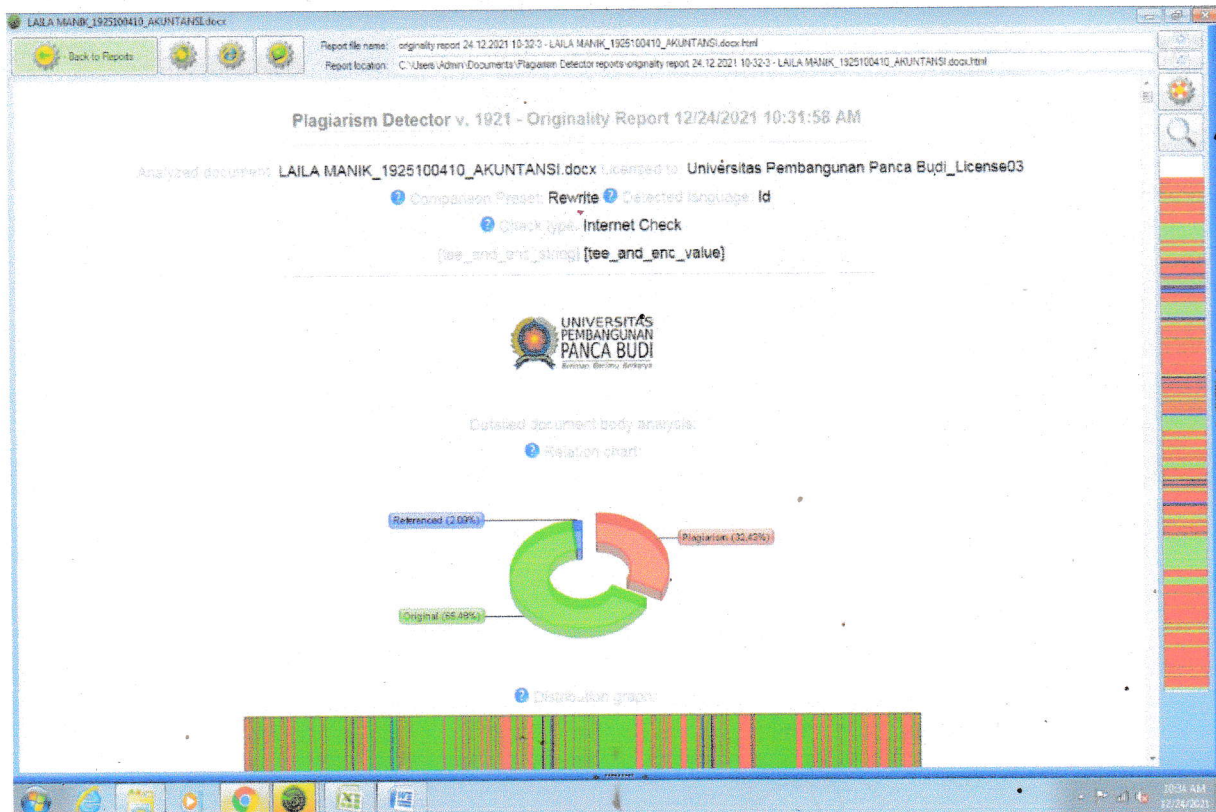 LAILA MANIK_1925100410_AKUNTANSI.docx
Back to Reports
Report file name: originality report 24.12.2021 10-32-3 - LAILA MANIK_1925100410_AKUNTANSI.docx.html
Report location: C:\Users\Admin\Documents\Plagiarism Detector reports\originality report 24.12.2021 10-32-3 - LAILA MANIK_1925100410_AKUNTANSI.docx.html
Plagiarism Detector v. 1921 - Originality Report 12/24/2021 10:31:58 AM
Analyzed document: LAILA MANIK_1925100410_AKUNTANSI.docx Licensed to: Universitas Pembangunan Panca Budi_License03
Comparison Preset: Rewrite Detected language: Id
Check type: Internet Check
[tee_and_enc_string] [tee_and_enc_value]
UNIVERSITAS
PEMBANGUNAN
PANCA BUDI
Beriman Berilmu Berkarya
Detailed document body analysis:
Relation chart:
Referenced (2.09%)
Plagiarism (32.43%)
Original (65.48%)
Distribution graph:
10:34 AM
12/24/2021